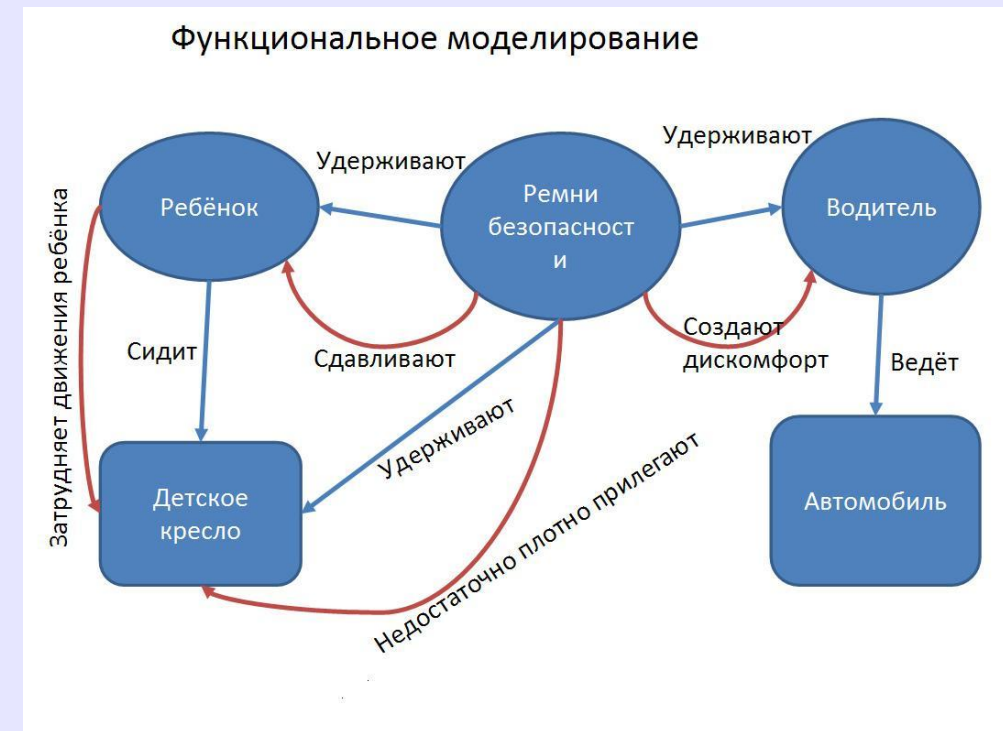 Функциональное моделирование
Удерживают
Удерживают
Ребёнок
Ремни
безопасност
и
Водитель
Затрудняет движения ребёнка
Сидит
Сдавливают
Создают
дискомфорт
Ведёт
Удерживают
Недостаточно плотно прилегают
Детское
кресло
Автомобиль